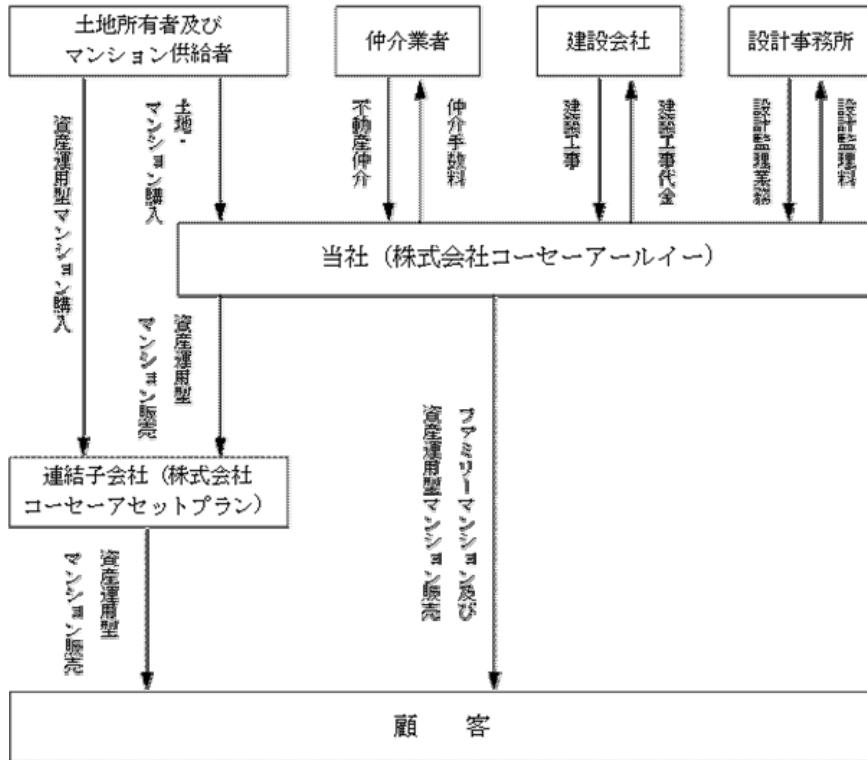 土地所有者及び
マンション供給者
仲介業者
建設会社
設計事務所
資産運用型マンション購入
土地・
マンション購入
不動産仲介
仲介手数料
建築工事
建築工事代金
設計監理業務
設計監理料
当社（株式会社コーセーアールイー）
資産運用型
マンション販売
ファミリーマンション及び
資産運用型マンション販売
連結子会社（株式会社
コーセーアセットプラン）
資産運用型
マンション販売
顧　客